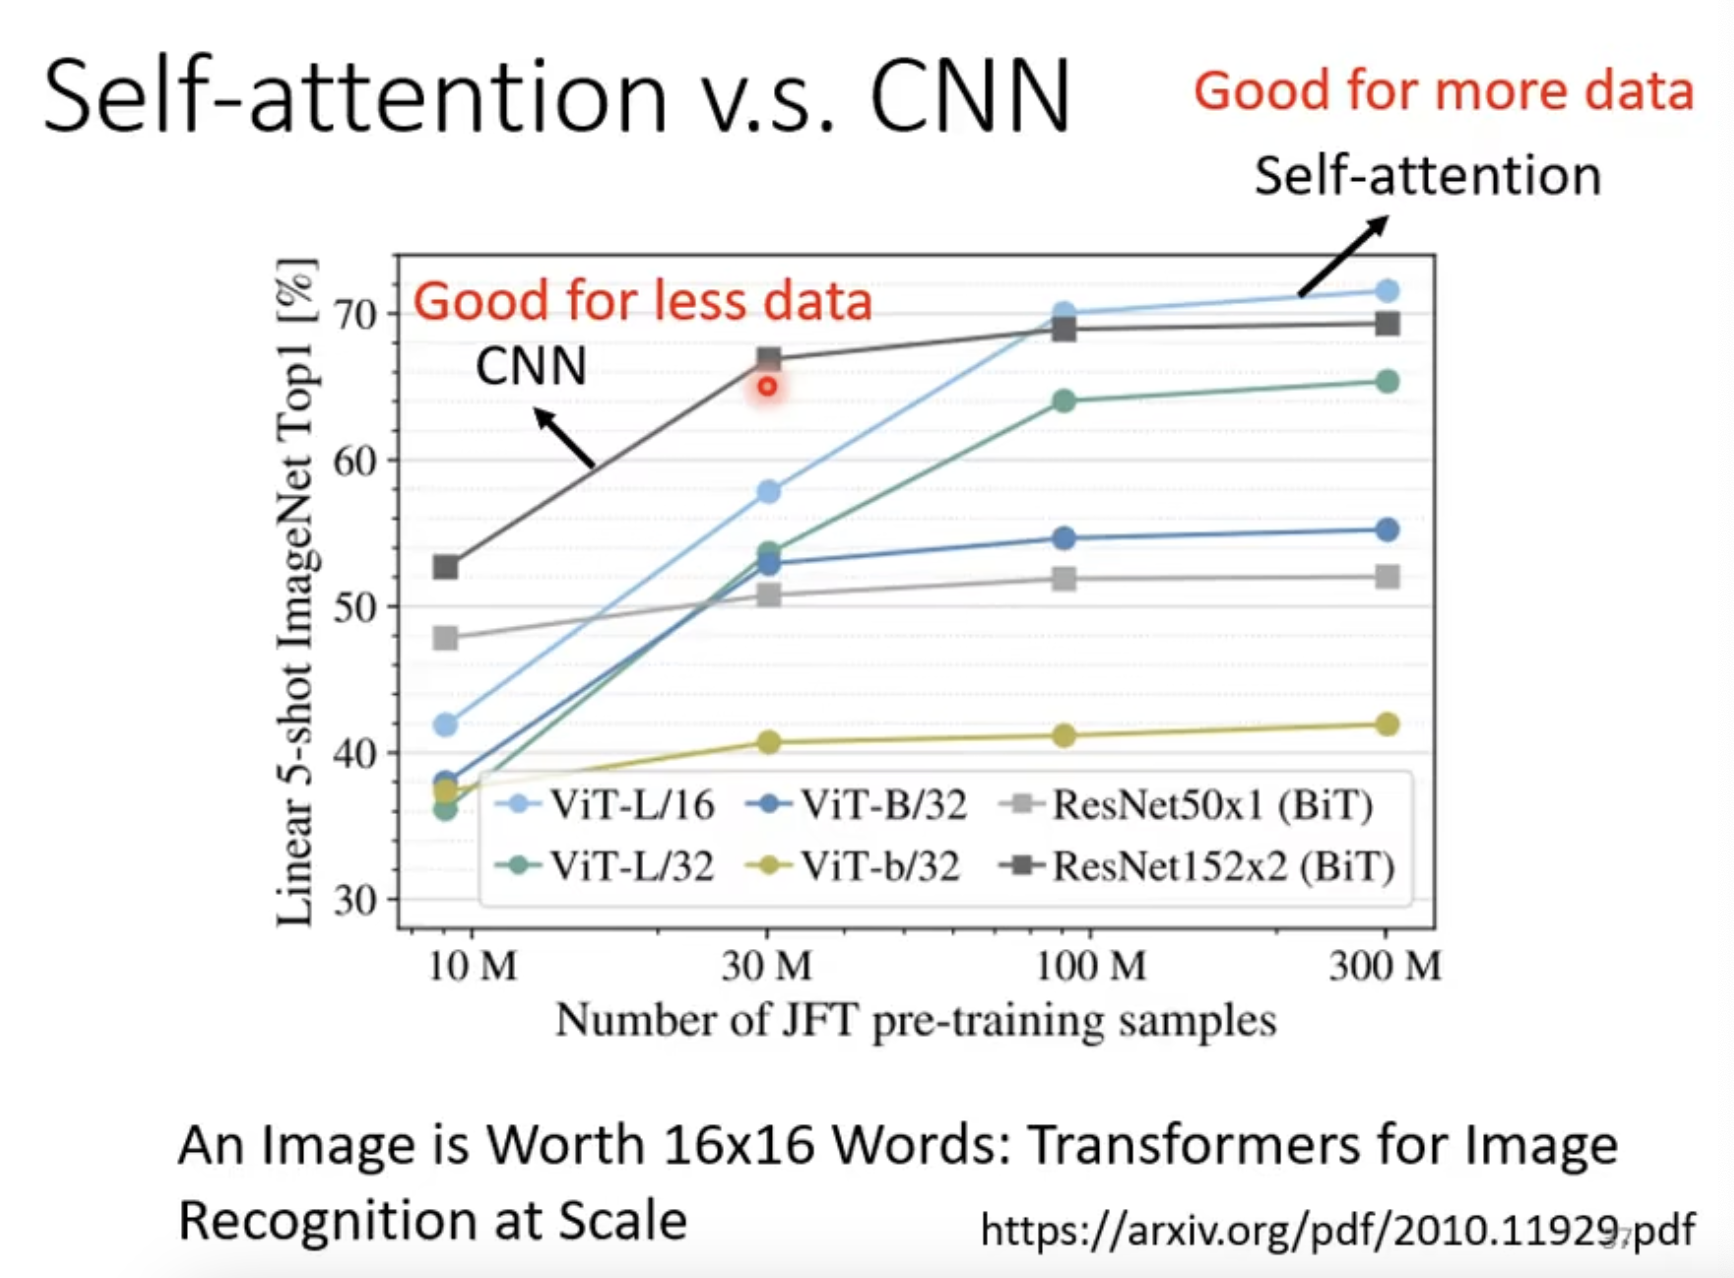 Self-attention v.s. CNN
Good for more data
Self-attention
Good for less data
CNN
Linear 5-shot ImageNet Top1 [%]
70
60
50
40
30
ViT-L/16 ViT-B/32 ResNet50x1 (BiT)
ViT-L/32 ViT-b/32 ResNet152x2 (BiT)
10 M 30 M 100 M 300 M
Number of JFT pre-training samples
An Image is Worth 16x16 Words: Transformers for Image
Recognition at Scale
https://arxiv.org/pdf/2010.11929.pdf
37